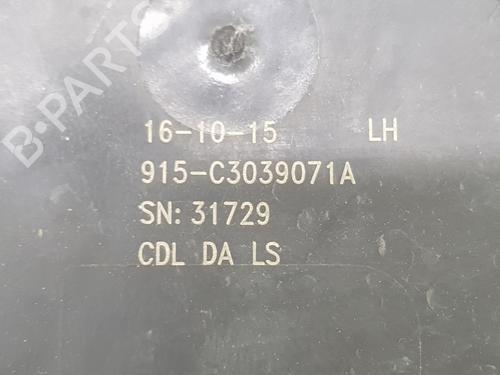 B-PARTS
16-10-15 LH
915-C3039071A
SN: 31729
CDL DA LS